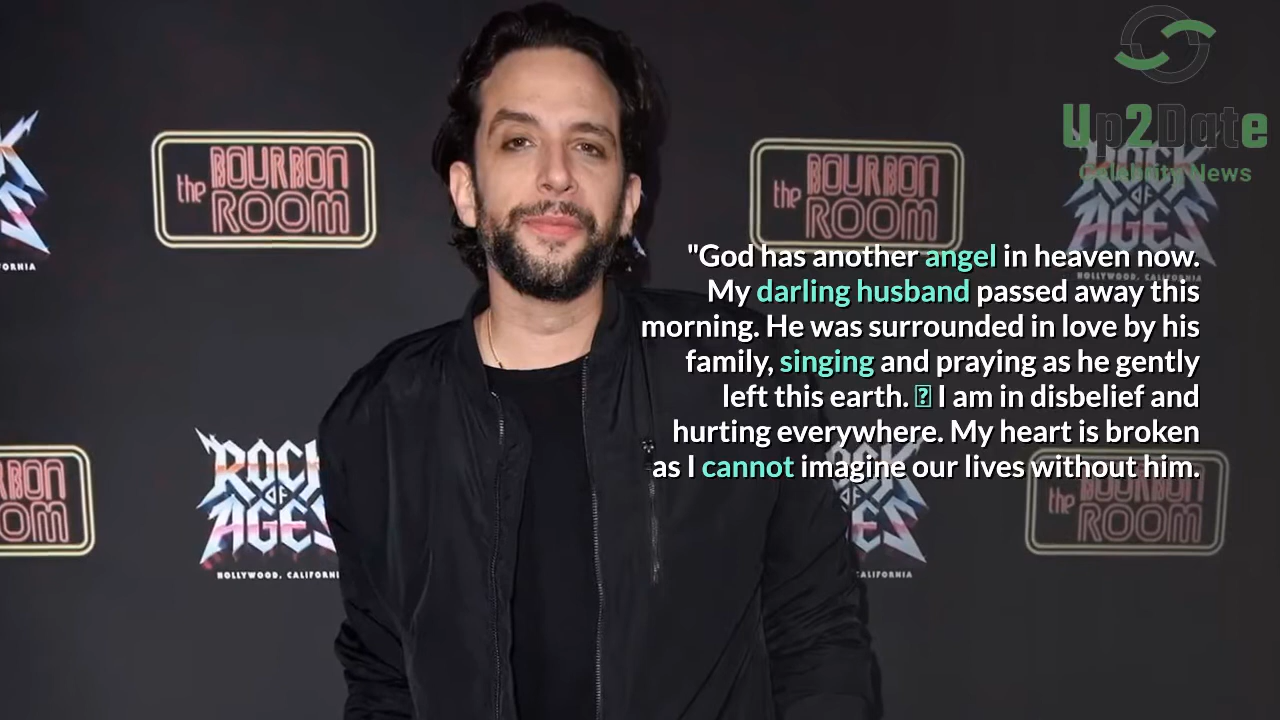 Up2Date
Celebrity News
the BOURBON ROOM
the BOURBON ROOM
ROCK OF AGES
HOLLYWOOD, CALIFORNIA
"God has another angel in heaven now.
My darling husband passed away this
morning. He was surrounded in love by his
family, singing and praying as he gently
left this earth. I am in disbelief and
hurting everywhere. My heart is broken
as I cannot imagine our lives without him.
ROCK OF AGES
HOLLYWOOD, CALIFORNI
CALIFORNIA
BOURBON ROOM